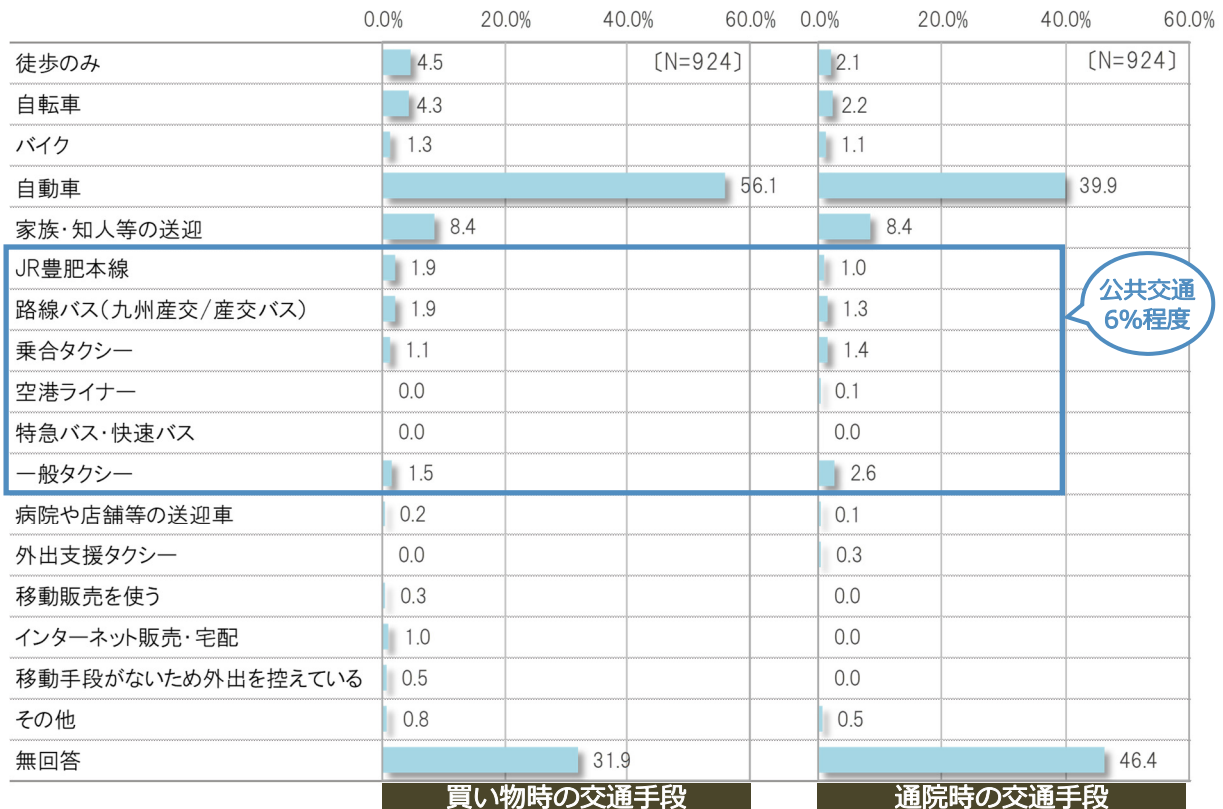 0.0% 20.0% 40.0% 60.0% 0.0% 20.0% 40.0% 60.0%
徒歩のみ 4.5 〔N=924〕 2.1 〔N=924〕
自転車 4.3 2.2
バイク 1.3 1.1
自動車 56.1 39.9
家族・知人等の送迎 8.4 8.4
JR豊肥本線 1.9 1.0
路線バス(九州産交/産交バス) 1.9 1.3
公共交通
6%程度
乗合タクシー 1.1 1.4
空港ライナー 0.0 0.1
特急バス・快速バス 0.0 0.0
一般タクシー 1.5 2.6
病院や店舗等の送迎車 0.2 0.1
外出支援タクシー 0.0 0.3
移動販売を使う 0.3 0.0
インターネット販売・宅配 1.0 0.0
移動手段がないため外出を控えている 0.5 0.0
その他 0.8 0.5
無回答 31.9 46.4
買い物時の交通手段 通院時の交通手段